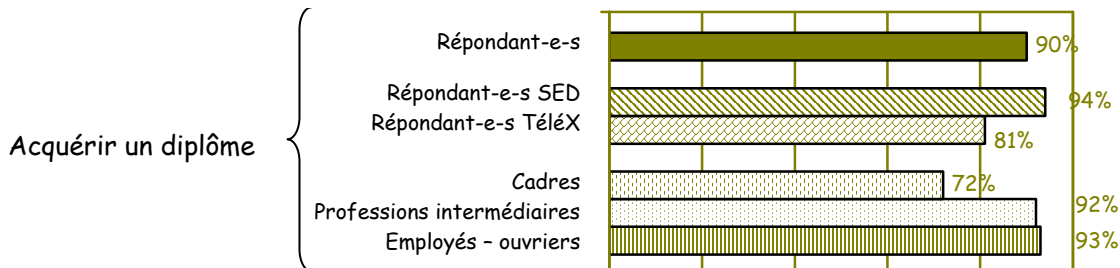 Répondant-e-s 90%
Répondant-e-s SED 94%
Répondant-e-s TéléX 81%
Acquérir un diplôme
Cadres 72%
Professions intermédiaires 92%
Employés – ouvriers 93%